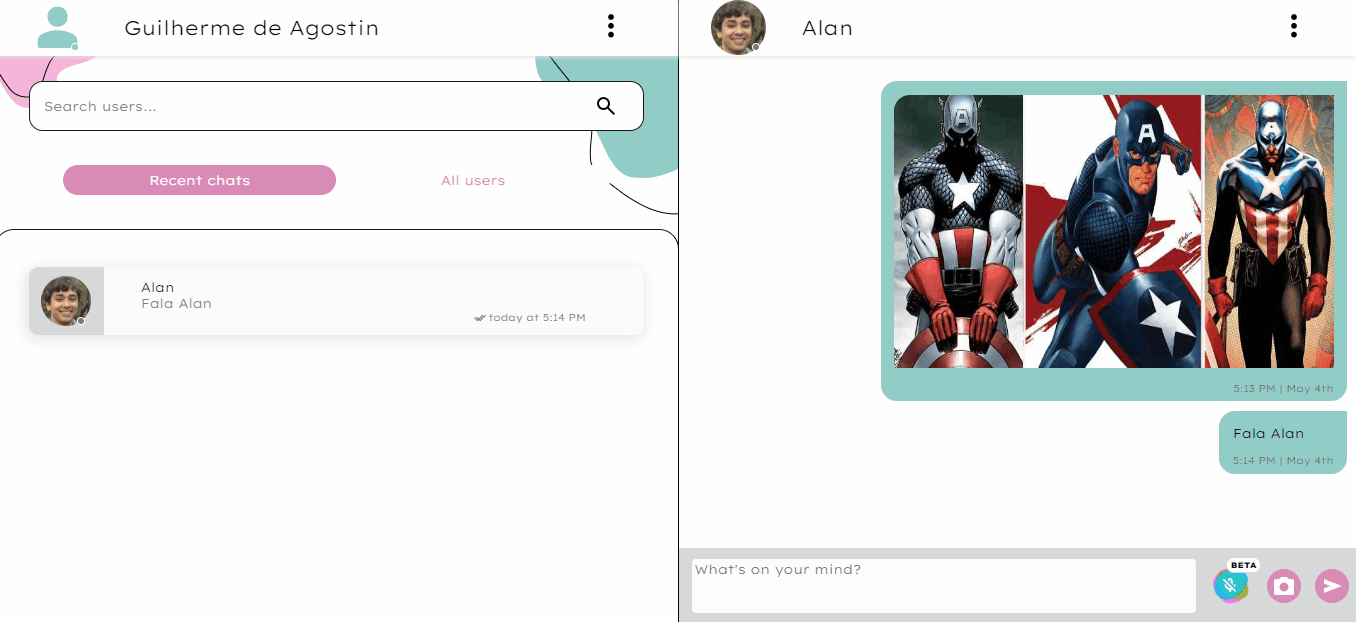 Guilherme de Agostin
Search users...
Recent chats
All users
Alan
Fala Alan
today at 5:14 PM
Alan
A
A
A
5:13 PM | May 4th
Fala Alan
5:14 PM | May 4th
What's on your mind?
BETA